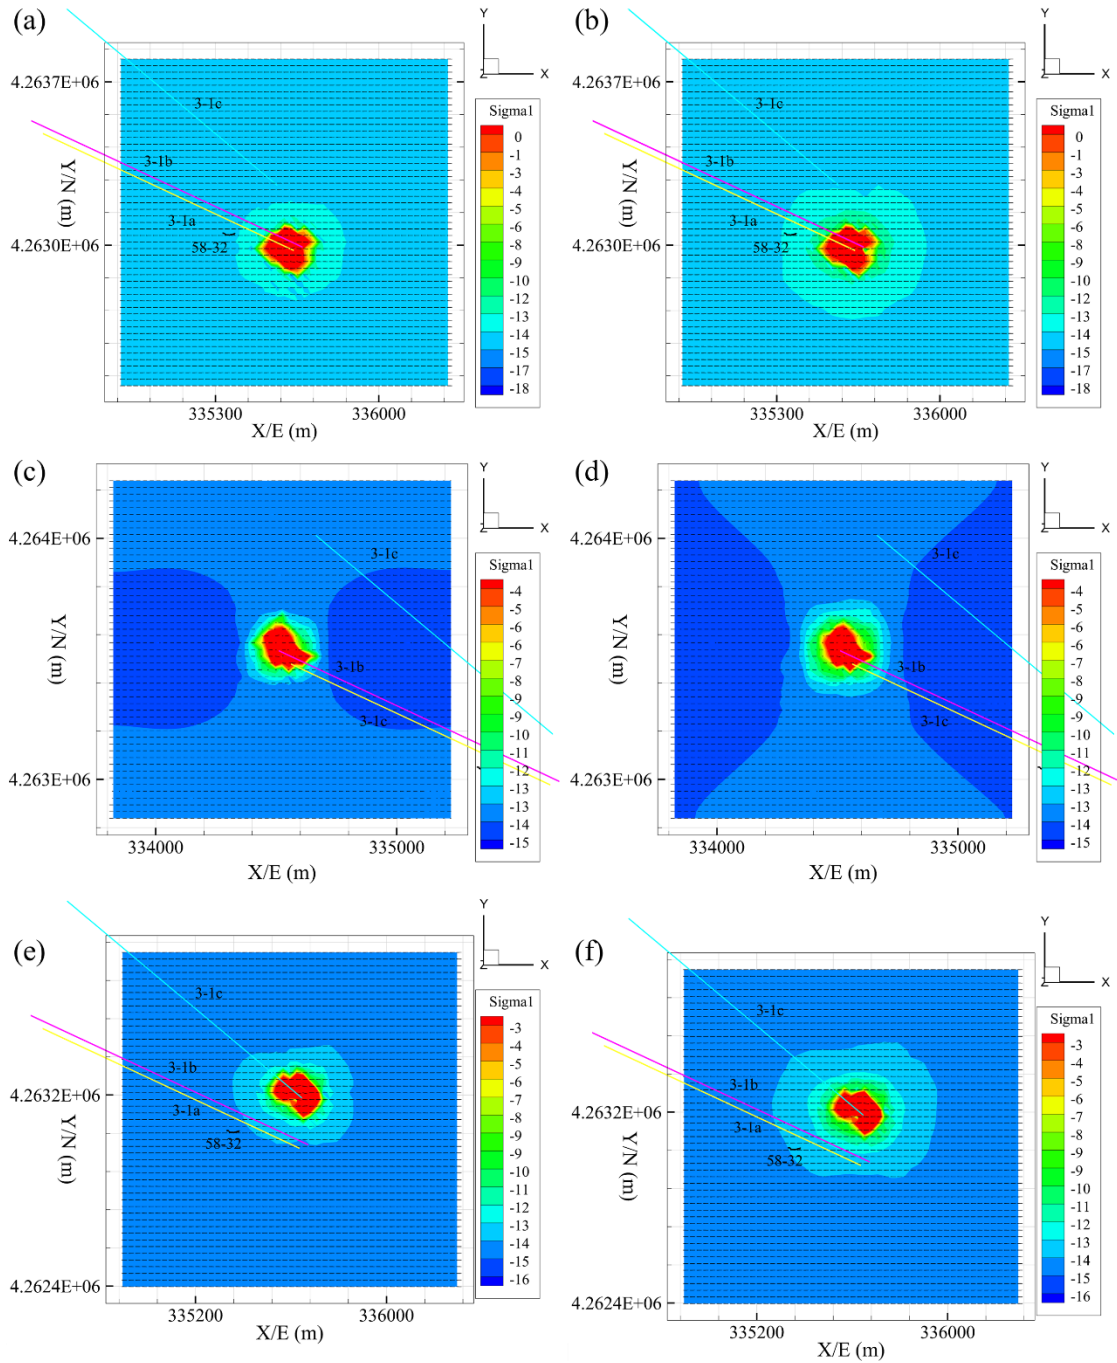 (a)
Y
Z
X
4.2637E+06
4.2630E+06
Y/N (m)
3-1c
3-1b
3-1a
58-32
335300
336000
X/E (m)
Sigma1
0
-1
-3
-5
-6
-8
-9
-10
-12
-13
-14
-15
-17
-18
(b)
Y
Z
X
4.2637E+06
4.2630E+06
Y/N (m)
3-1c
3-1b
3-1a
58-32
335300
336000
X/E (m)
Sigma1
0
-1
-3
-5
-6
-8
-9
-10
-12
-13
-14
-15
-17
-18
(c)
Y
Z
X
4.264E+06
4.263E+06
Y/N (m)
3-1c
3-1b
3-1c
334000
335000
X/E (m)
Sigma1
-4
-5
-6
-7
-8
-9
-10
-11
-12
-13
-14
-15
(d)
Y
Z
X
4.264E+06
4.263E+06
Y/N (m)
3-1c
3-1b
3-1c
334000
335000
X/E (m)
Sigma1
-4
-5
-6
-7
-8
-9
-10
-11
-12
-13
-14
-15
(e)
Y
Z
X
4.2632E+06
4.2624E+06
Y/N (m)
3-1c
3-1b
3-1a
58-32
335200
336000
X/E (m)
Sigma1
-3
-4
-5
-6
-7
-8
-9
-10
-11
-12
-13
-14
-15
-16
(f)
Y
Z
X
4.2632E+06
4.2624E+06
Y/N (m)
3-1c
3-1b
3-1a
58-32
335200
336000
X/E (m)
Sigma1
-3
-4
-5
-6
-7
-8
-9
-10
-11
-12
-13
-14
-15
-16